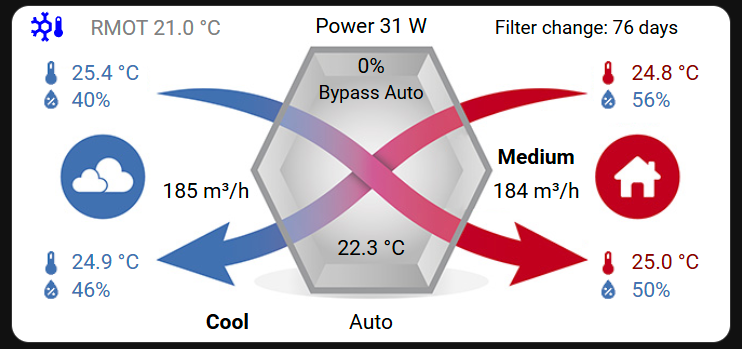 RMOT 21.0 °C
Power 31 W
Filter change: 76 days
25.4 °C
40%
0%
Bypass Auto
24.8 °C
56%
185 m³/h
Medium
184 m³/h
24.9 °C
46%
22.3 °C
25.0 °C
50%
Cool
Auto